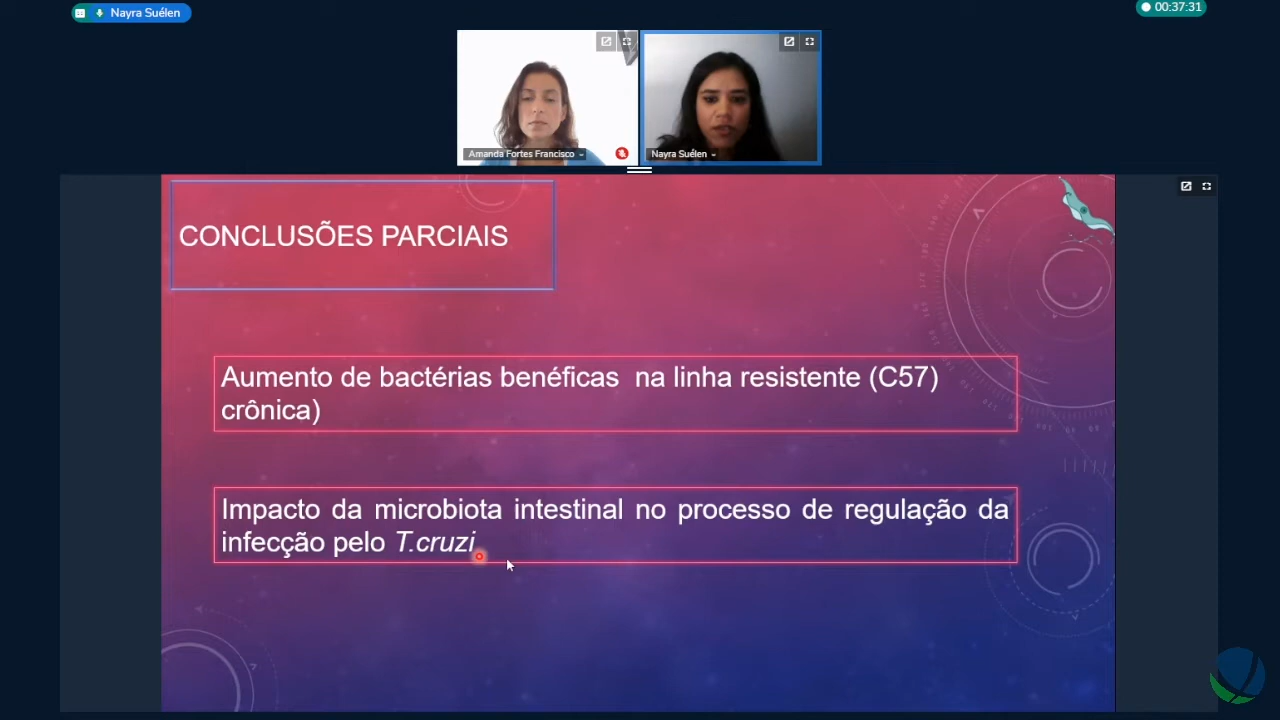 Nayra Suélen
00:37:31
Amanda Fortes Francisco
Nayra Suélen
CONCLUSÕES PARCIAIS
Aumento de bactérias benéficas na linha resistente (C57)
crônica)
Impacto da microbiota intestinal no processo de regulação da
infecção pelo T.cruzi